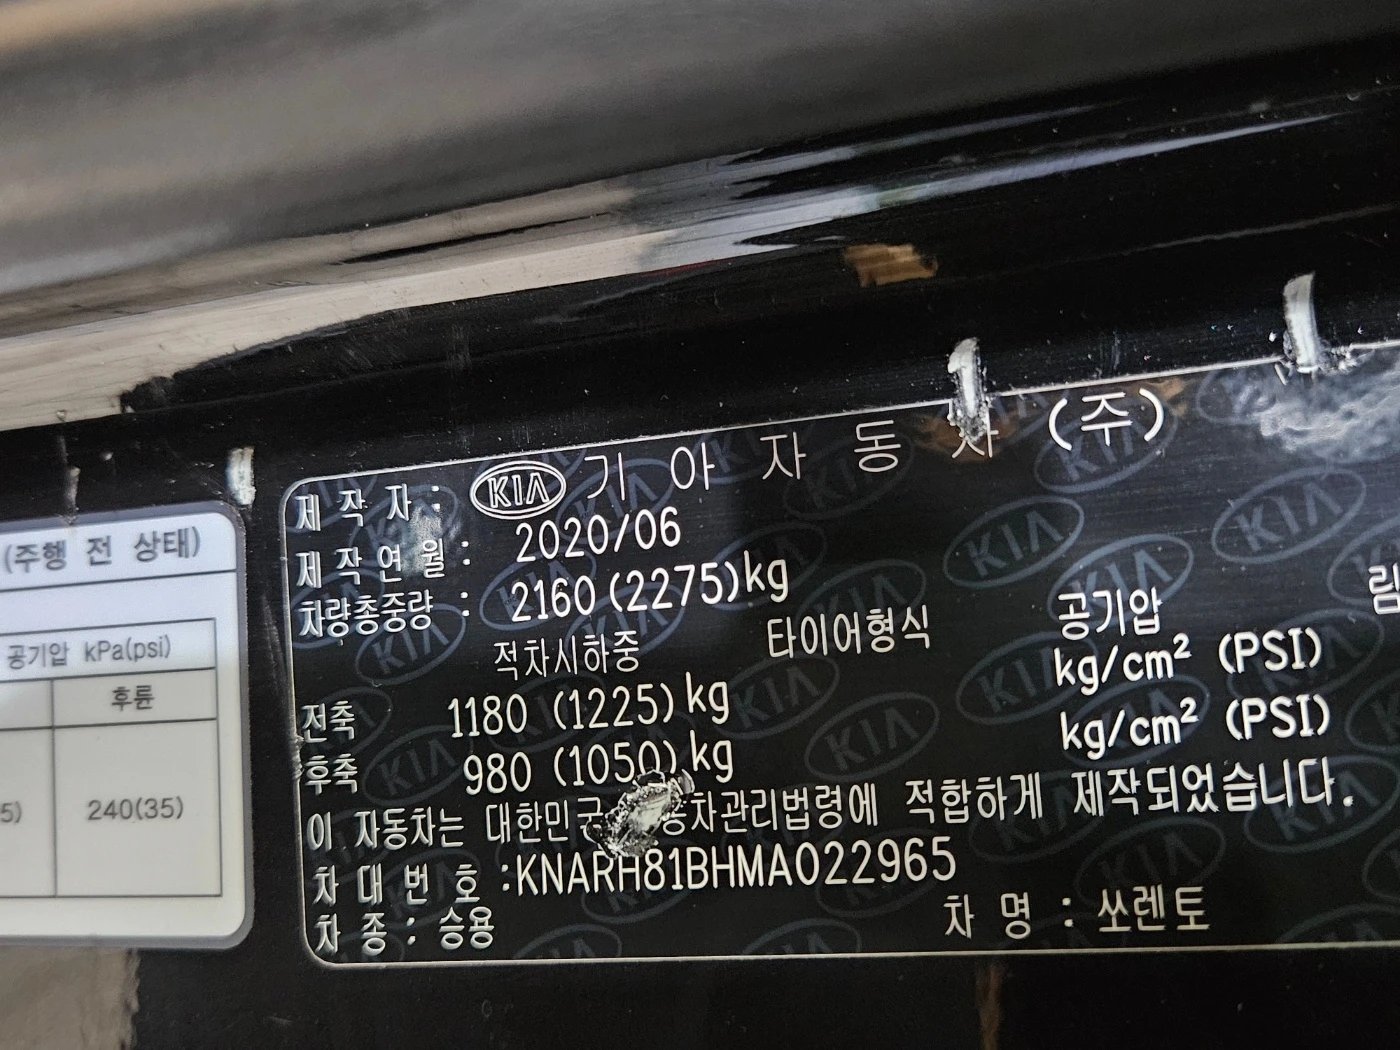 (주행 전 상태)
공기압 kPa(psi)
후륜
5)
240(35)
제작자: KIA 기아자동차 (주)
제작연월: 2020/06
차량총중량: 2160 (2275)kg
적차시하중 타이어형식 공기압 림
전축 1180 (1225) kg kg/cm² (PSI)
후축 980 (1050) kg kg/cm² (PSI)
이 자동차는 대한민국 동차관리법령에 적합하게 제작되었습니다.
차대번호:KNARH81BHMA022965
차종: 승용 차명: 쏘렌토